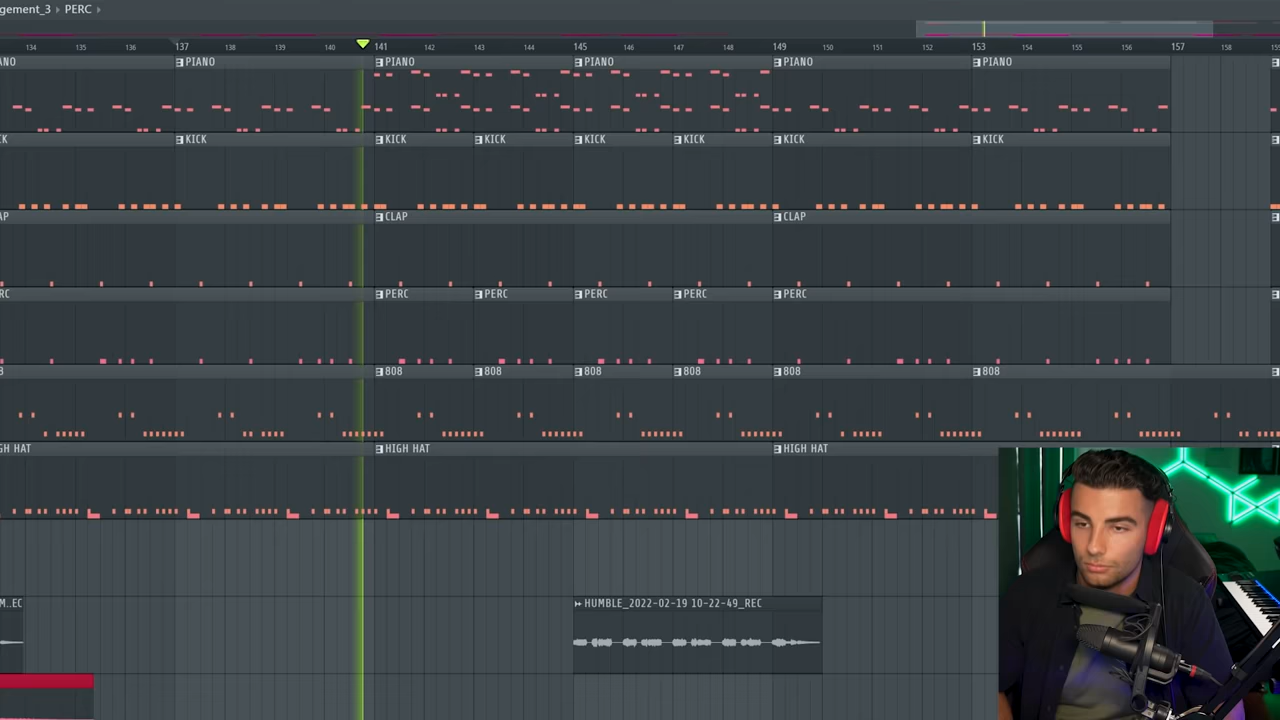 gement_3 > PERC >
134 135 137 138 139 140 141 142 143 144 145 146 147 148 149 150 151 152 153 154 155 156 157 158 159
ANO PIANO PIANO PIANO PIANO PIANO
CK KICK KICK KICK KICK KICK KICK KICK
AP CLAP CLAP
RC PERC PERC PERC PERC PERC
8 808 808 808 808 808 808
GH HAT HIGH HAT HIGH HAT
M..EC HUMBLE_2022-02-19 10-22-49_REC